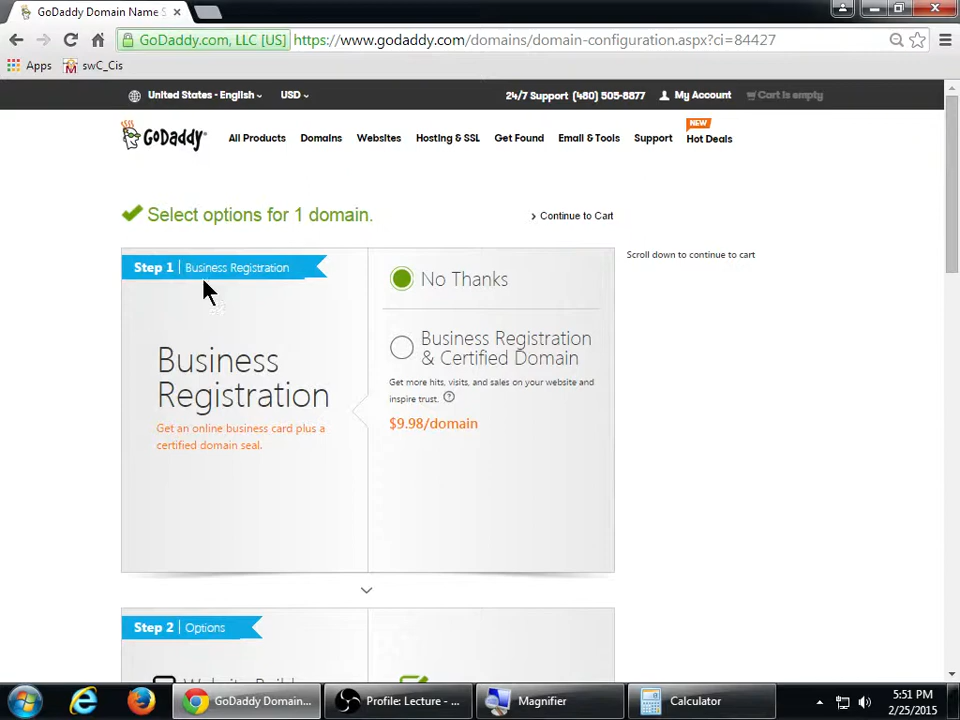 GoDaddy Domain Name S
GoDaddy.com, LLC [US] https://www.godaddy.com/domains/domain-configuration.aspx?ci=84427
Apps swC_Cis
United States - English USD 24/7 Support (480) 505-8877 My Account Cart is empty
GoDaddy All Products Domains Websites Hosting & SSL Get Found Email & Tools Support NEW Hot Deals
Select options for 1 domain. › Continue to Cart
Scroll down to continue to cart
Step 1 | Business Registration
No Thanks
Business Registration
& Certified Domain
Get more hits, visits, and sales on your website and
inspire trust. ?
$9.98/domain
Business
Registration
Get an online business card plus a
certified domain seal.
Step 2 | Options
GoDaddy Domain... Profile: Lecture - ... Magnifier Calculator
5:51 PM
2/25/2015